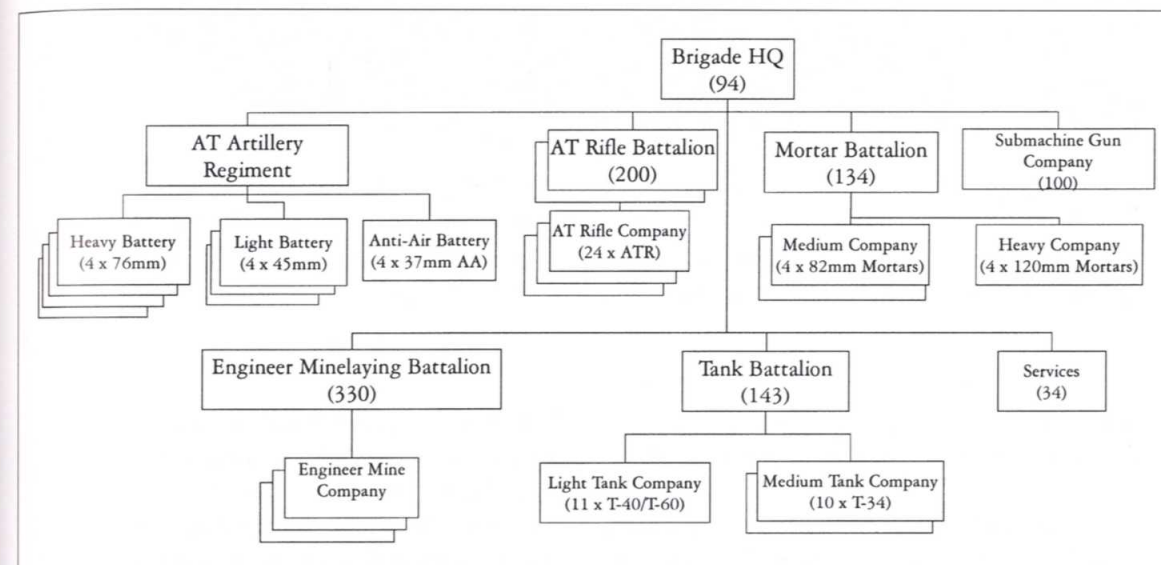 Brigade HQ
(94)
AT Artillery
Regiment
AT Rifle Battalion
(200)
Mortar Battalion
(134)
Submachine Gun
Company
(100)
Heavy Battery
(4 x 76mm)
Light Battery
(4 x 45mm)
Anti-Air Battery
(4 x 37mm AA)
AT Rifle Company
(24 x ATR)
Medium Company
(4 x 82mm Mortars)
Heavy Company
(4 x 120mm Mortars)
Engineer Minelaying Battalion
(330)
Tank Battalion
(143)
Services
(34)
Engineer Mine
Company
Light Tank Company
(11 x T-40/T-60)
Medium Tank Company
(10 x T-34)